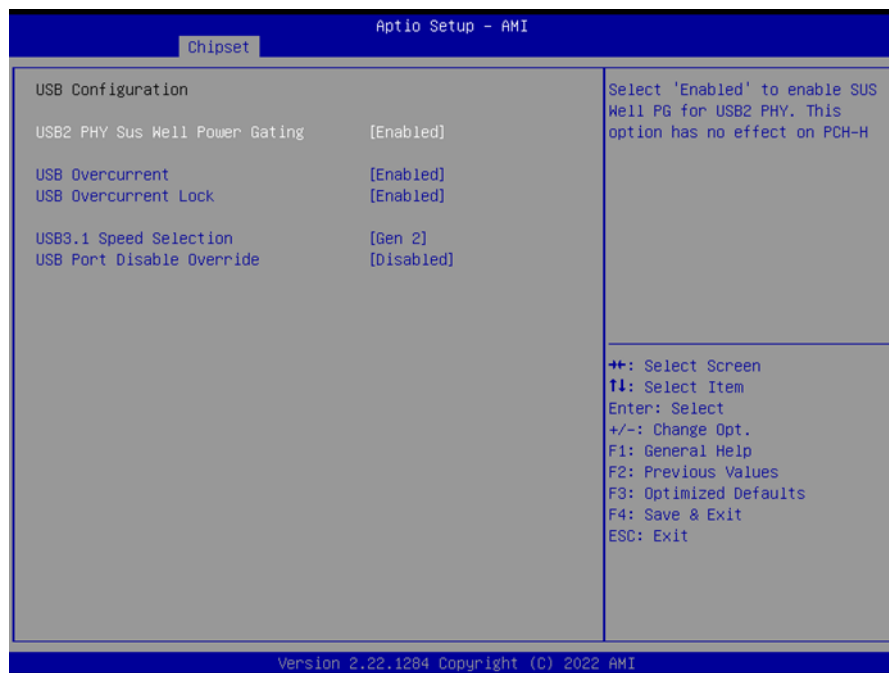 Aptio Setup – AMI
Chipset
USB Configuration
USB2 PHY Sus Well Power Gating [Enabled]
USB Overcurrent [Enabled]
USB Overcurrent Lock [Enabled]
USB3.1 Speed Selection [Gen 2]
USB Port Disable Override [Disabled]
Select 'Enabled' to enable SUS
Well PG for USB2 PHY. This
option has no effect on PCH-H
→←: Select Screen
↑↓: Select Item
Enter: Select
+/-: Change Opt.
F1: General Help
F2: Previous Values
F3: Optimized Defaults
F4: Save & Exit
ESC: Exit
Version 2.22.1284 Copyright (C) 2022 AMI